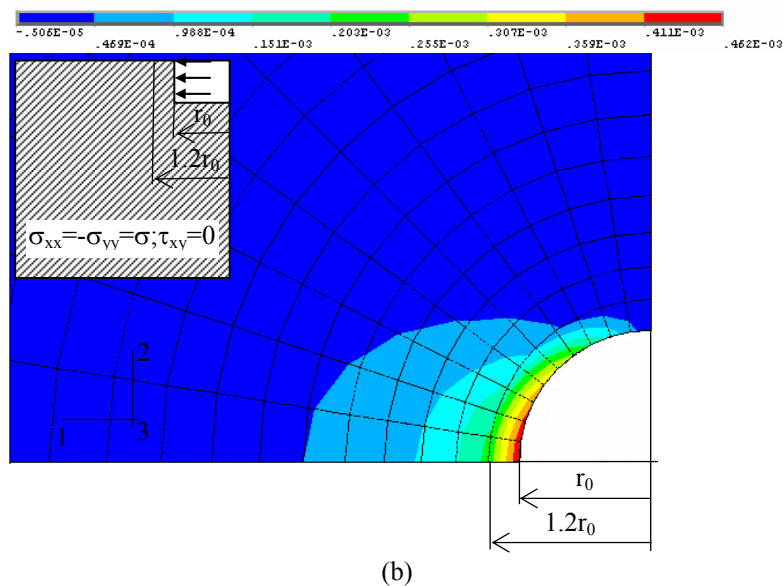 -.506E-05 .988E-04 .203E-03 .307E-03 .411E-03
.469E-04 .151E-03 .255E-03 .359E-03 .462E-03
r₀
1.2r₀
σxx=-σyy=σ;τxy=0
2
1
3
r₀
1.2r₀
(b)